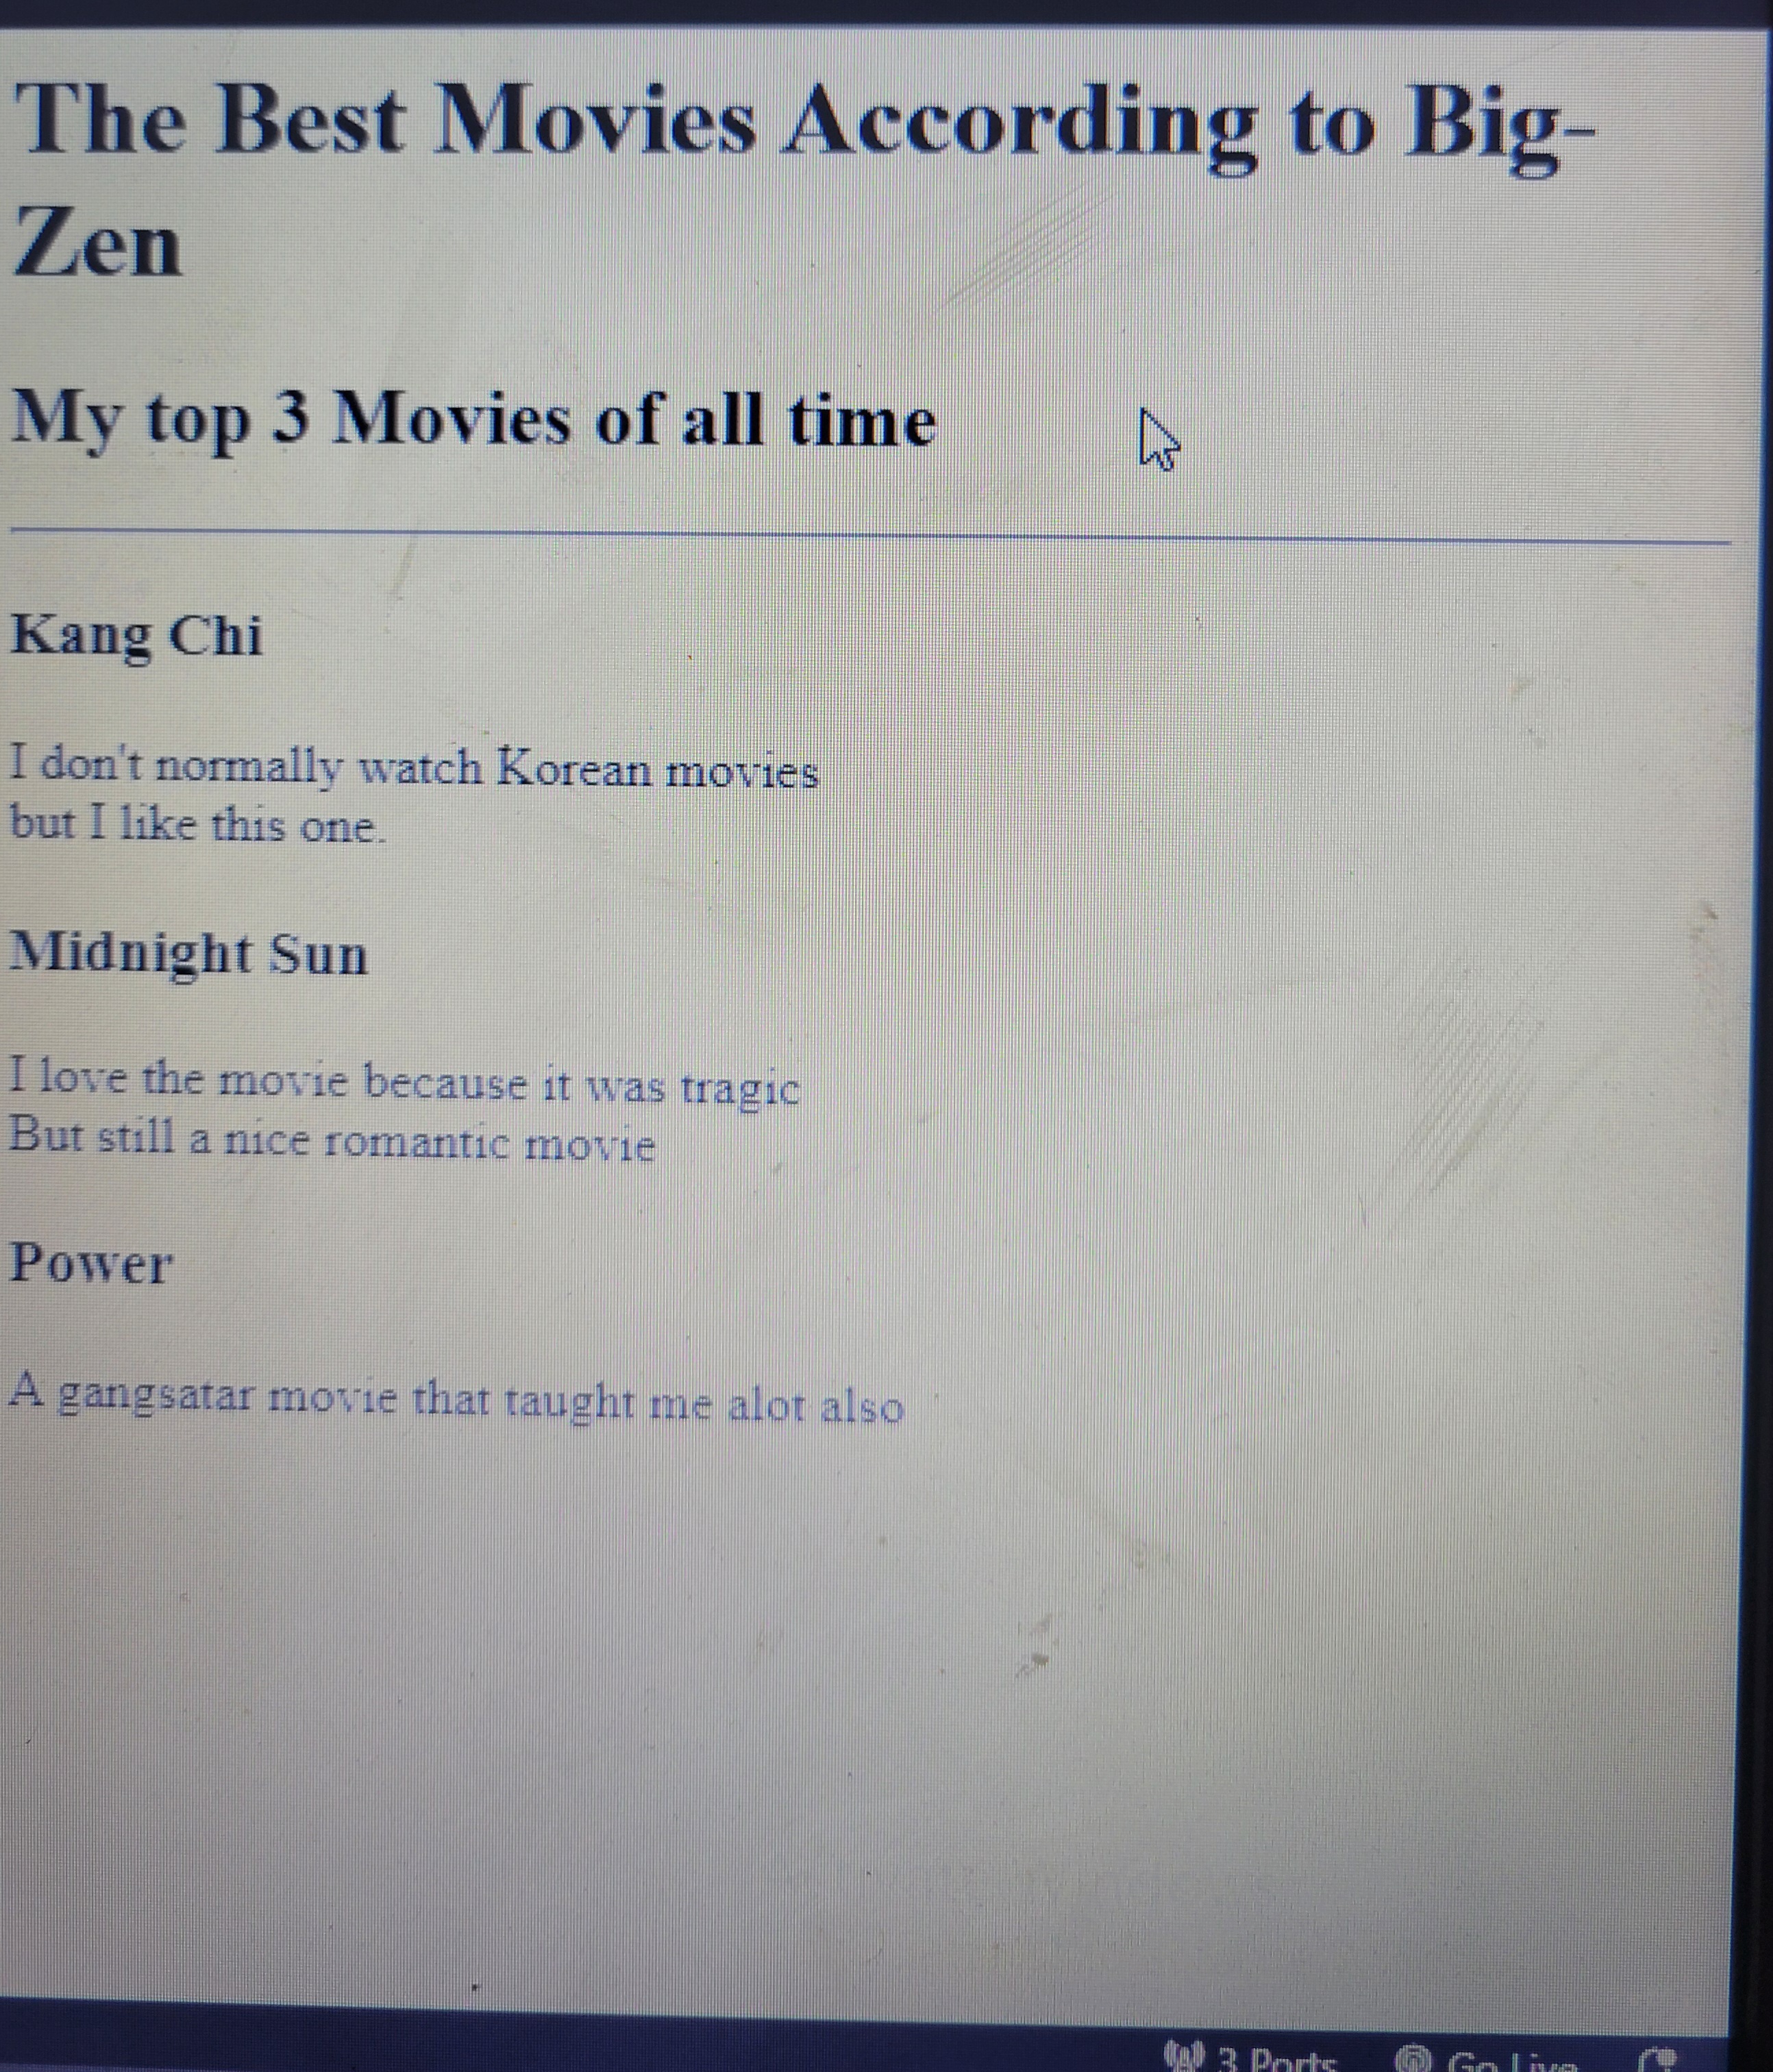 The Best Movies According to Big-
Zen
My top 3 Movies of all time
Kang Chi
I don't normally watch Korean movies
but I like this one.
Midnight Sun
I love the movie because it was tragic
But still a nice romantic movie
Power
A gangsatar movie that taught me alot also
3 Ports
Go Live